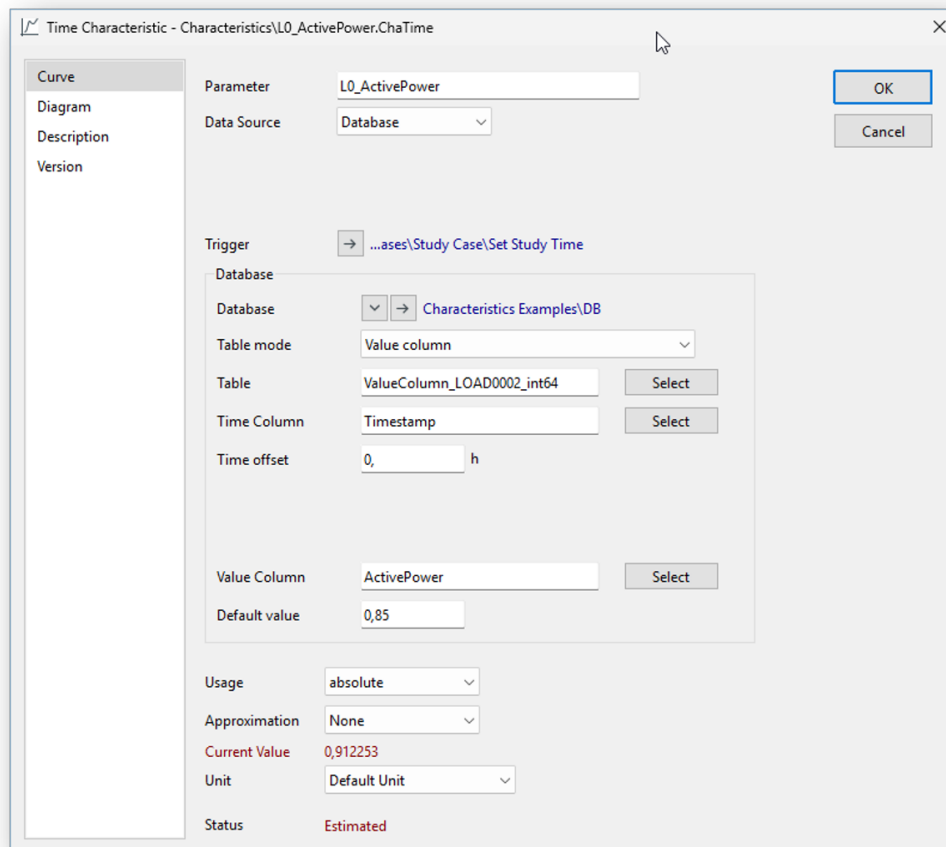 Time Characteristic - Characteristics\L0_ActivePower.ChaTime
Curve
Diagram
Description
Version
Parameter L0_ActivePower
Data Source Database
OK
Cancel
Trigger ...ases\Study Case\Set Study Time
Database
Database Characteristics Examples\DB
Table mode Value column
Table ValueColumn_LOAD0002_int64 Select
Time Column Timestamp Select
Time offset 0, h
Value Column ActivePower Select
Default value 0,85
Usage absolute
Approximation None
Current Value 0,912253
Unit Default Unit
Status Estimated